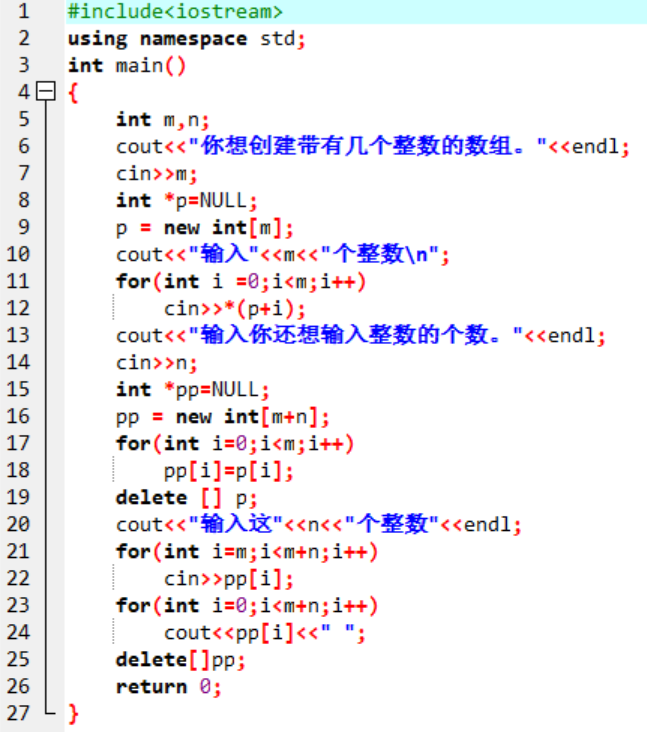 1 #include<iostream>
2 using namespace std;
3 int main()
4 {
5 int m,n;
6 cout<<"你想创建带有几个整数的数组。"<<endl;
7 cin>>m;
8 int *p=NULL;
9 p = new int[m];
10 cout<<"输入"<<m<<"个整数\n";
11 for(int i =0;i<m;i++)
12 cin>>*(p+i);
13 cout<<"输入你还想输入整数的个数。"<<endl;
14 cin>>n;
15 int *pp=NULL;
16 pp = new int[m+n];
17 for(int i=0;i<m;i++)
18 pp[i]=p[i];
19 delete [] p;
20 cout<<"输入这"<<n<<"个整数"<<endl;
21 for(int i=m;i<m+n;i++)
22 cin>>pp[i];
23 for(int i=0;i<m+n;i++)
24 cout<<pp[i]<<" ";
25 delete[]pp;
26 return 0;
27 }